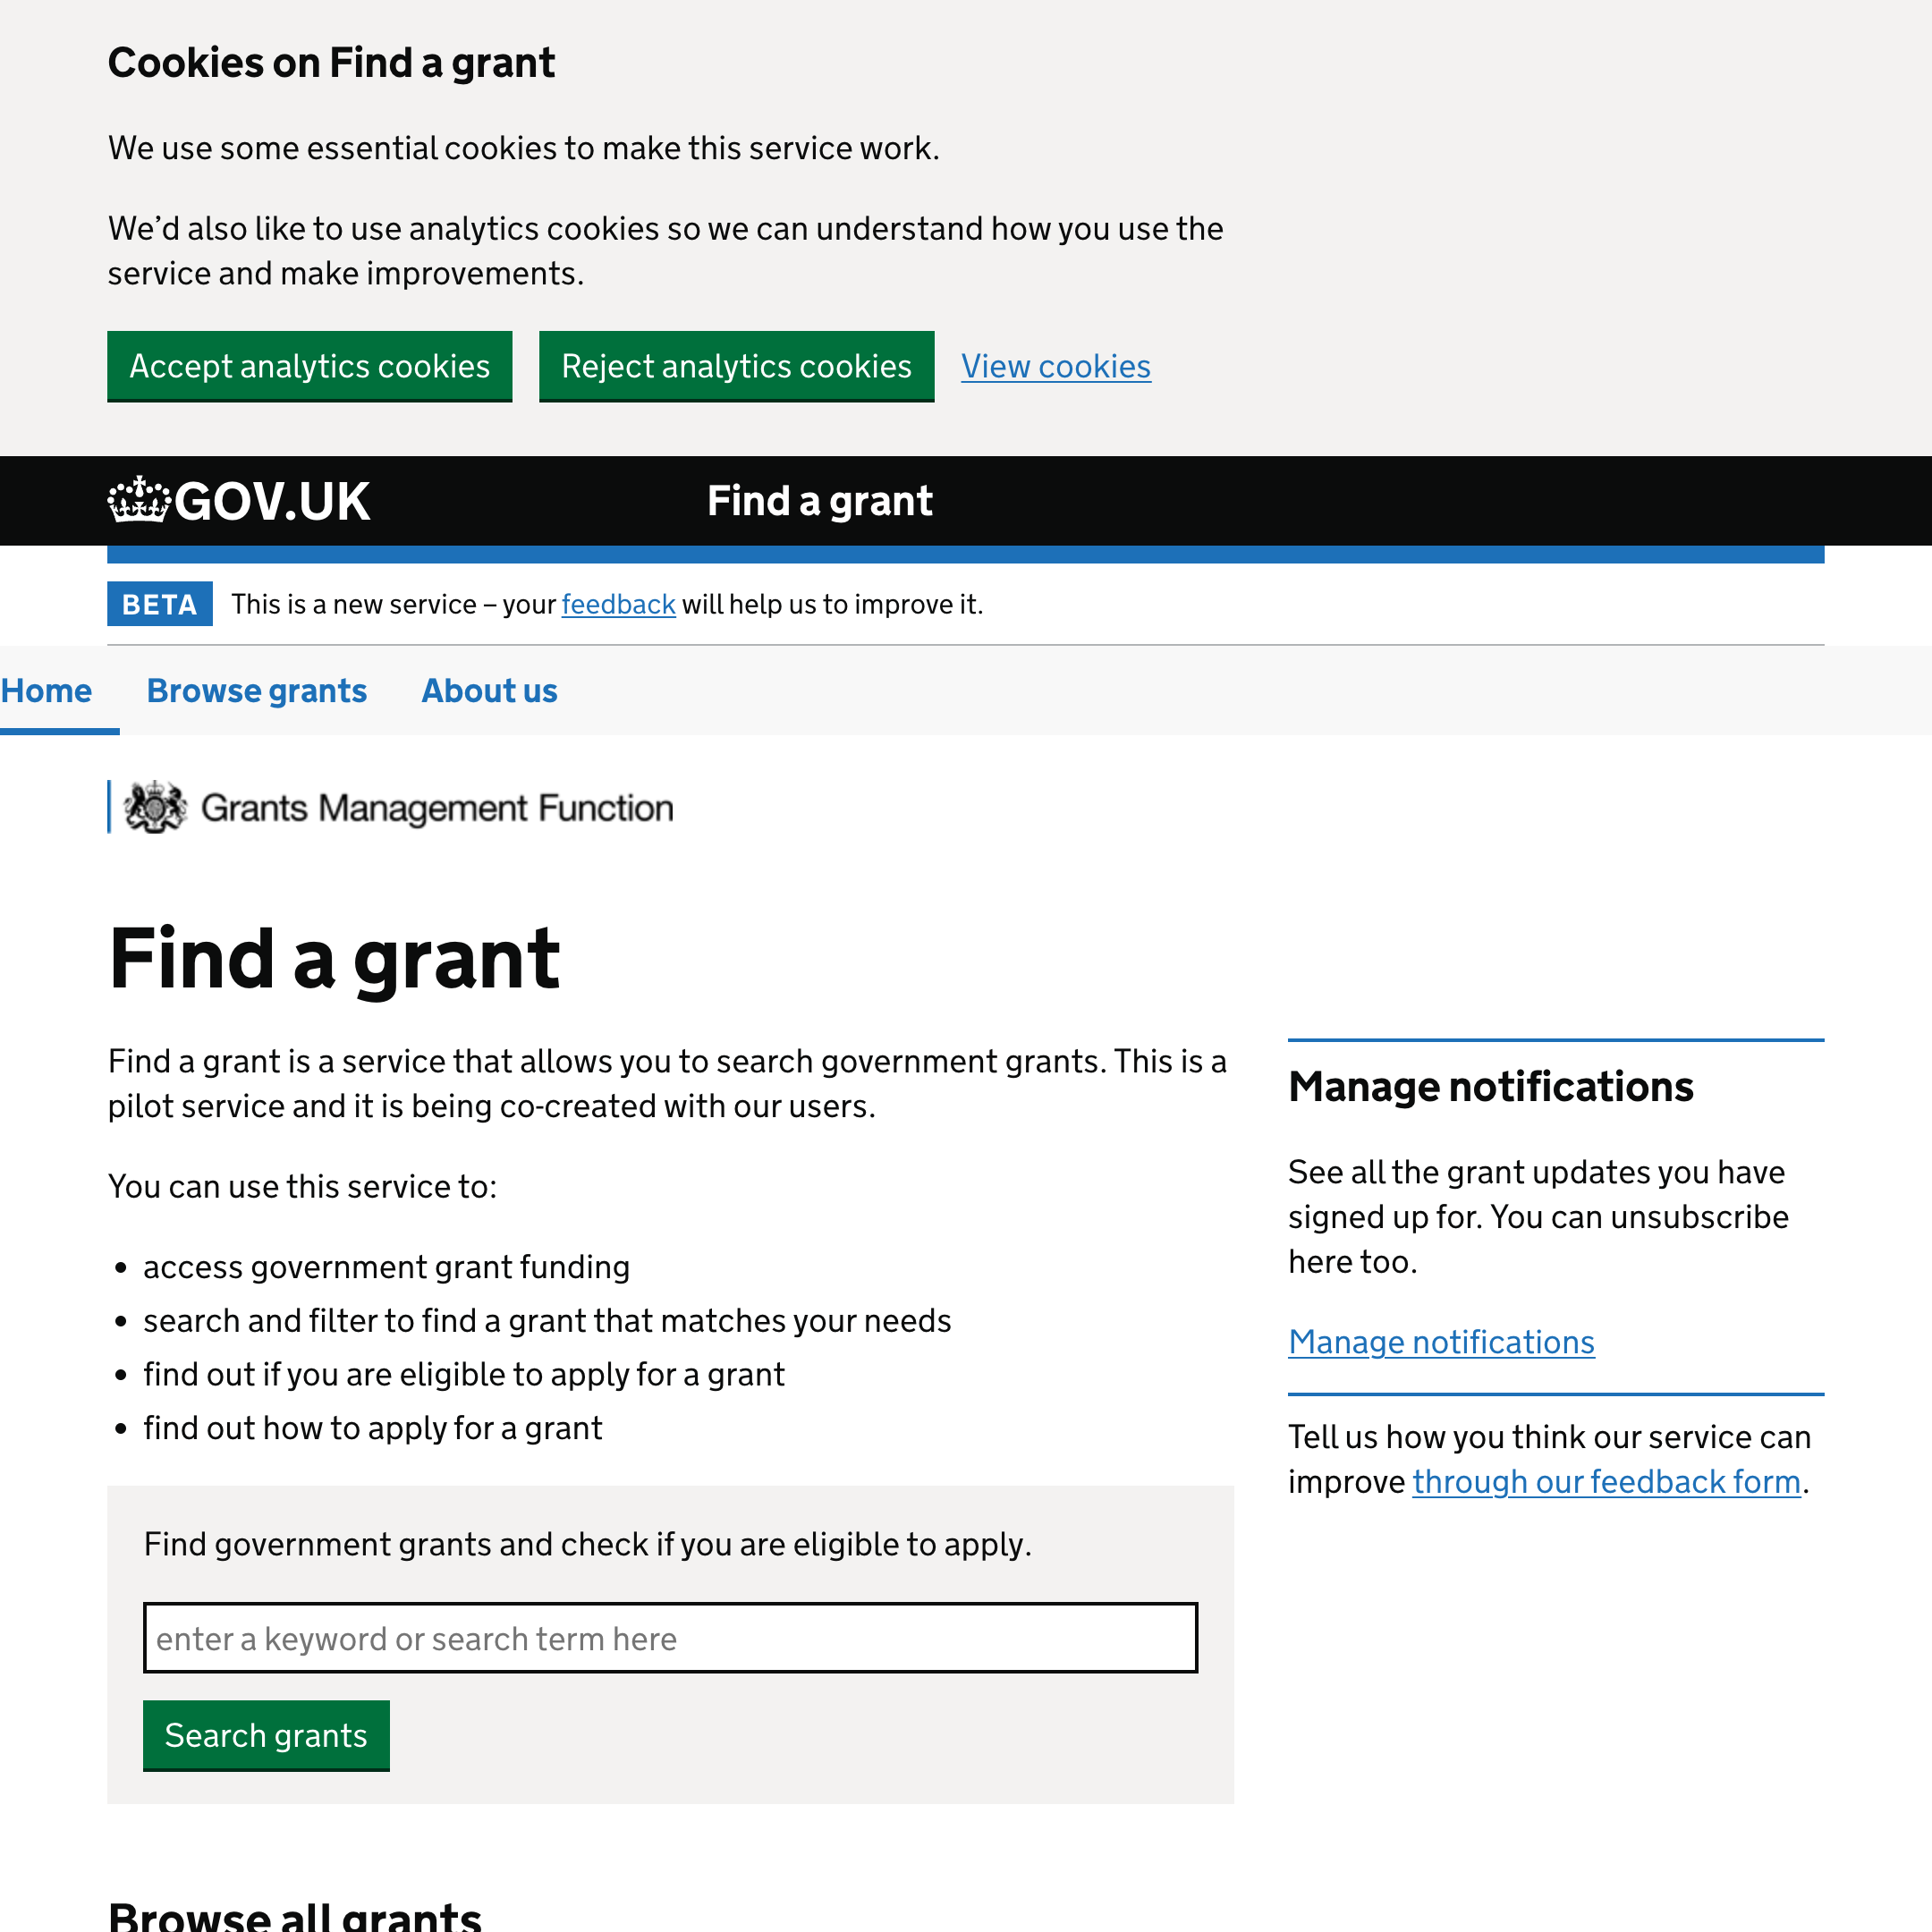 Cookies on Find a grant
We use some essential cookies to make this service work.
We’d also like to use analytics cookies so we can understand how you use the
service and make improvements.
Accept analytics cookies
Reject analytics cookies
View cookies
GOV.UK
Find a grant
BETA
This is a new service – your feedback will help us to improve it.
Home
Browse grants
About us
Grants Management Function
Find a grant
Find a grant is a service that allows you to search government grants. This is a
pilot service and it is being co-created with our users.
You can use this service to:
access government grant funding
search and filter to find a grant that matches your needs
find out if you are eligible to apply for a grant
find out how to apply for a grant
Find government grants and check if you are eligible to apply.
enter a keyword or search term here
Search grants
Manage notifications
See all the grant updates you have
signed up for. You can unsubscribe
here too.
Manage notifications
Tell us how you think our service can
improve through our feedback form.
Browse all grants